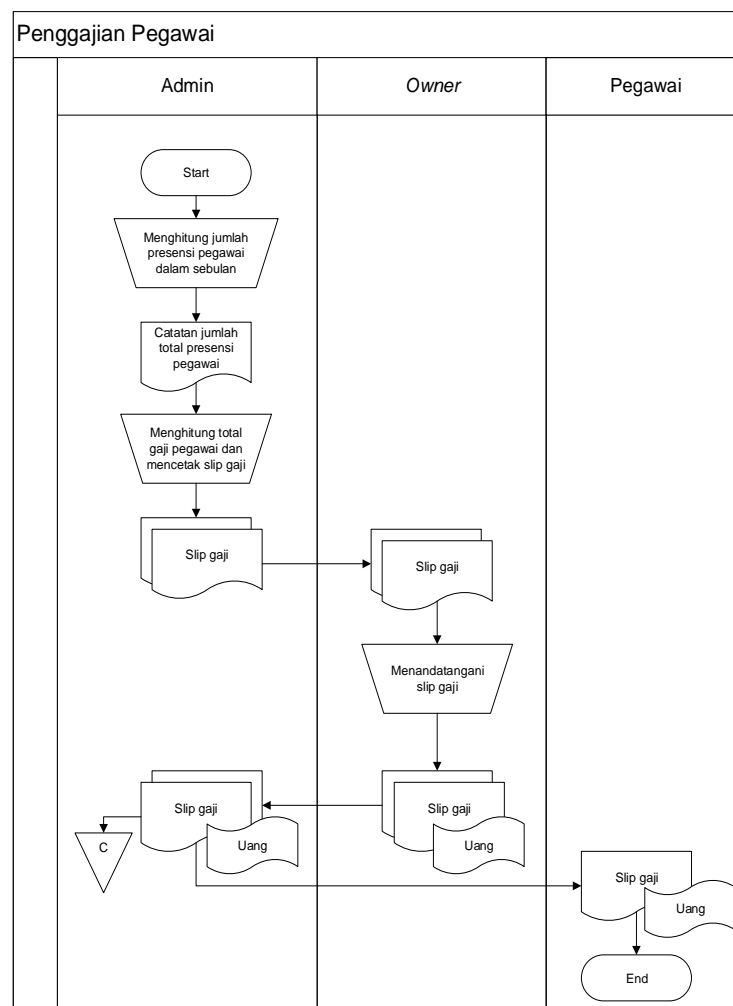 Penggajian Pegawai
Admin
Owner
Pegawai
Start
Menghitung jumlah
presensi pegawai
dalam sebulan
Catatan jumlah
total presensi
pegawai
Menghitung total
gaji pegawai dan
mencetak slip gaji
Slip gaji
Slip gaji
Menandatangani
slip gaji
Slip gaji
Uang
Slip gaji
Uang
C
Slip gaji
Uang
End